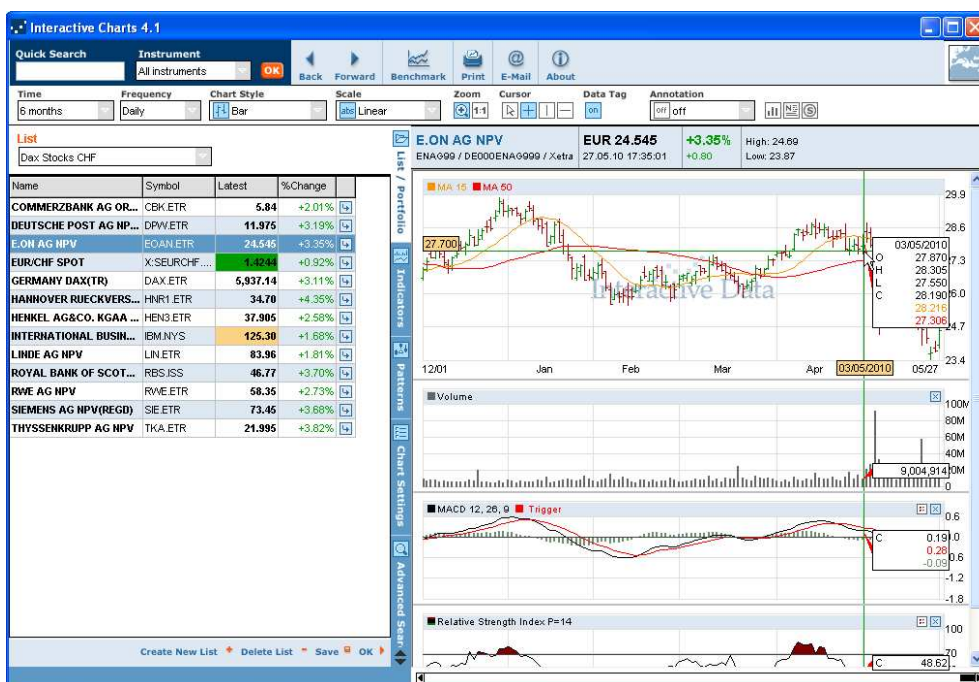 Interactive Charts 4.1
Quick Search
Instrument
All instruments
OK
Back
Forward
Benchmark
Print
E-Mail
About
Time
Frequency
Chart Style
Scale
Zoom
Cursor
Data Tag
Annotation
6 months
Daily
Bar
abs Linear
1:1
on
off off
List
Dax Stocks CHF
Name Symbol Latest %Change
COMMERZBANK AG OR... CBK.ETR 5.84 +2.01%
DEUTSCHE POST AG NP... DPW.ETR 11.975 +3.19%
E.ON AG NPV EOAN.ETR 24.545 +3.35%
EUR/CHF SPOT X:SEURCHF.... 1.4244 +0.92%
GERMANY DAX(TR) DAX.ETR 5,937.14 +3.11%
HANNOVER RUECKVERS... HNR1.ETR 34.70 +4.35%
HENKEL AG&CO. KGAA ... HEN3.ETR 37.905 +2.58%
INTERNATIONAL BUSIN... IBM.NYS 125.30 +1.68%
LINDE AG NPV LIN.ETR 83.96 +1.81%
ROYAL BANK OF SCOT... RBS.ISS 46.77 +3.70%
RWE AG NPV RWE.ETR 58.35 +2.73%
SIEMENS AG NPV(REGD) SIE.ETR 73.45 +3.68%
THYSSENKRUPP AG NPV TKA.ETR 21.995 +3.82%
Create New List
Delete List
Save
OK
List / Portfolio
Indicators
Patterns
Chart Settings
Advanced Sear
E.ON AG NPV EUR 24.545 +3.35% High: 24.69
ENAG99 / DE000ENAG999 / Xetra 27.05.10 17:35:01 +0.80 Low: 23.87
MA 15 MA 50
29.9
28.6
27.700
27.3
26.0
24.7
23.4
Interactive Data
03/05/2010
O 27.870
H 28.305
L 27.550
C 28.190
28.216
27.306
12/01 Jan Feb Mar Apr 03/05/2010 05/27
Volume
100M
80M
60M
40M
20M
0
9,004,914
MACD 12, 26, 9 Trigger
0.6
0.0
-0.6
-1.2
-1.8
C 0.19
0.28
-0.09
Relative Strength Index P=14
100
70
C 48.62